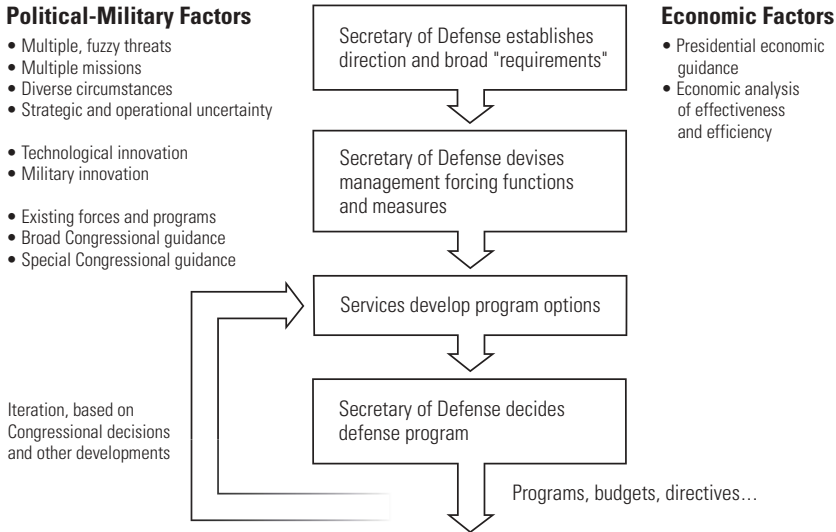 Political-Military Factors
• Multiple, fuzzy threats
• Multiple missions
• Diverse circumstances
• Strategic and operational uncertainty
• Technological innovation
• Military innovation
• Existing forces and programs
• Broad Congressional guidance
• Special Congressional guidance
Secretary of Defense establishes
direction and broad "requirements"
Economic Factors
• Presidential economic
guidance
• Economic analysis
of effectiveness
and efficiency
Secretary of Defense devises
management forcing functions
and measures
Services develop program options
Secretary of Defense decides
defense program
Iteration, based on
Congressional decisions
and other developments
Programs, budgets, directives…